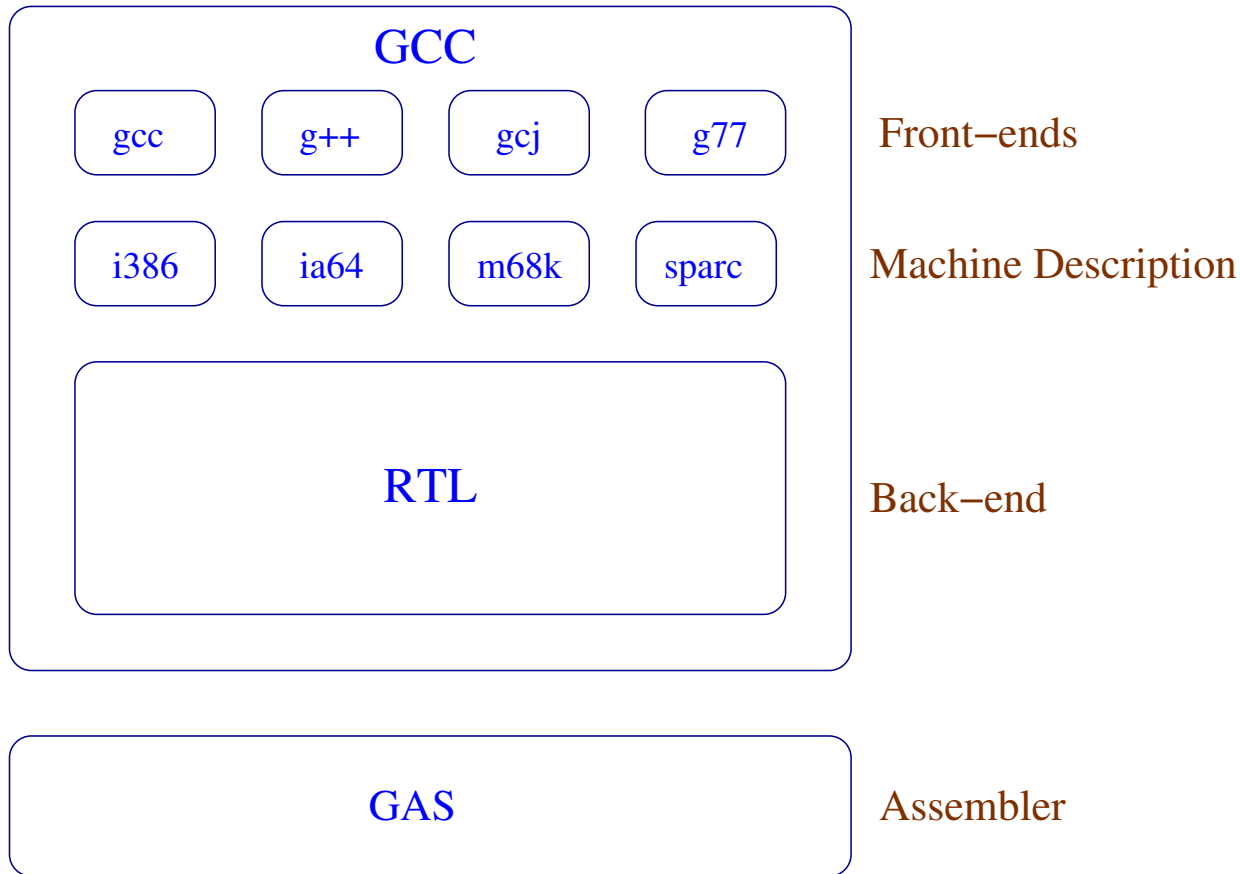 GCC
gcc g++ gcj g77 Front−ends
i386 ia64 m68k sparc Machine Description
RTL Back−end
GAS Assembler